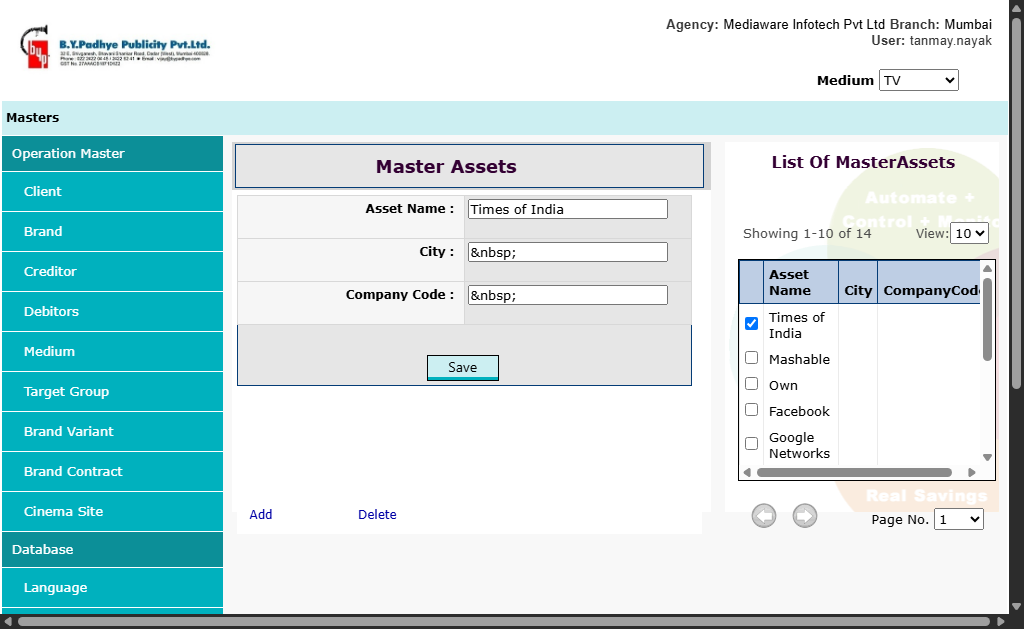 B.Y.Padhye Publicity Pvt.Ltd.
Agency: Mediaware Infotech Pvt Ltd Branch: Mumbai
User: tanmay.nayak
Medium TV
Masters
Operation Master
Client
Brand
Creditor
Debitors
Medium
Target Group
Brand Variant
Brand Contract
Cinema Site
Database
Language
Master Assets
Asset Name : Times of India
City : &nbsp;
Company Code : &nbsp;
Save
Add Delete
List Of MasterAssets
Automate +
Control + Monito
Showing 1-10 of 14 View: 10
Asset Name City CompanyCode
Times of
India
Mashable
Own
Facebook
Google
Networks
Real Savings
Page No. 1